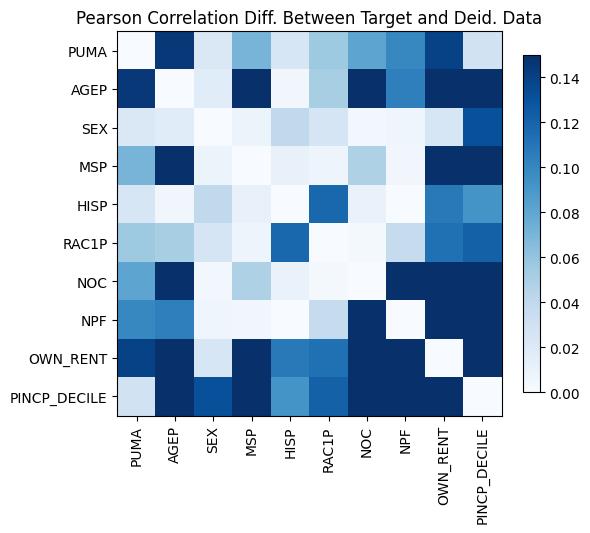 Pearson Correlation Diff. Between Target and Deid. Data
PUMA
AGEP
SEX
MSP
HISP
RAC1P
NOC
NPF
OWN_RENT
PINCP_DECILE
PUMA
AGEP
SEX
MSP
HISP
RAC1P
NOC
NPF
OWN_RENT
PINCP_DECILE
0.14
0.12
0.10
0.08
0.06
0.04
0.02
0.00